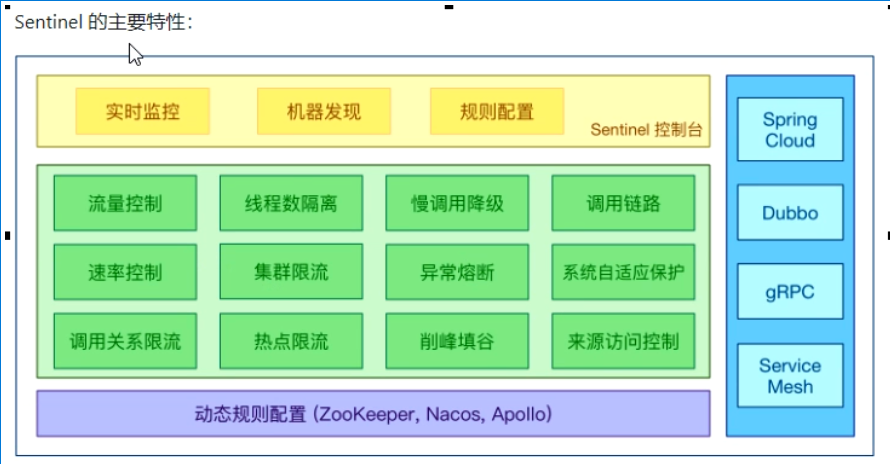 Sentinel 的主要特性：
实时监控
机器发现
规则配置
Sentinel 控制台
流量控制
线程数隔离
慢调用降级
调用链路
速率控制
集群限流
异常熔断
系统自适应保护
调用关系限流
热点限流
削峰填谷
来源访问控制
动态规则配置 (ZooKeeper, Nacos, Apollo)
Spring
Cloud
Dubbo
gRPC
Service
Mesh